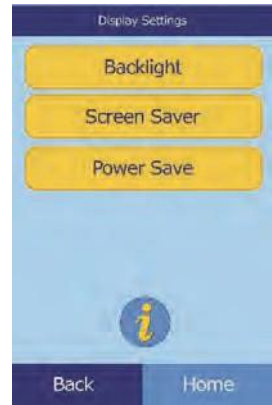 Display Settings
Backlight
Screen Saver
Power Save
i
Back Home